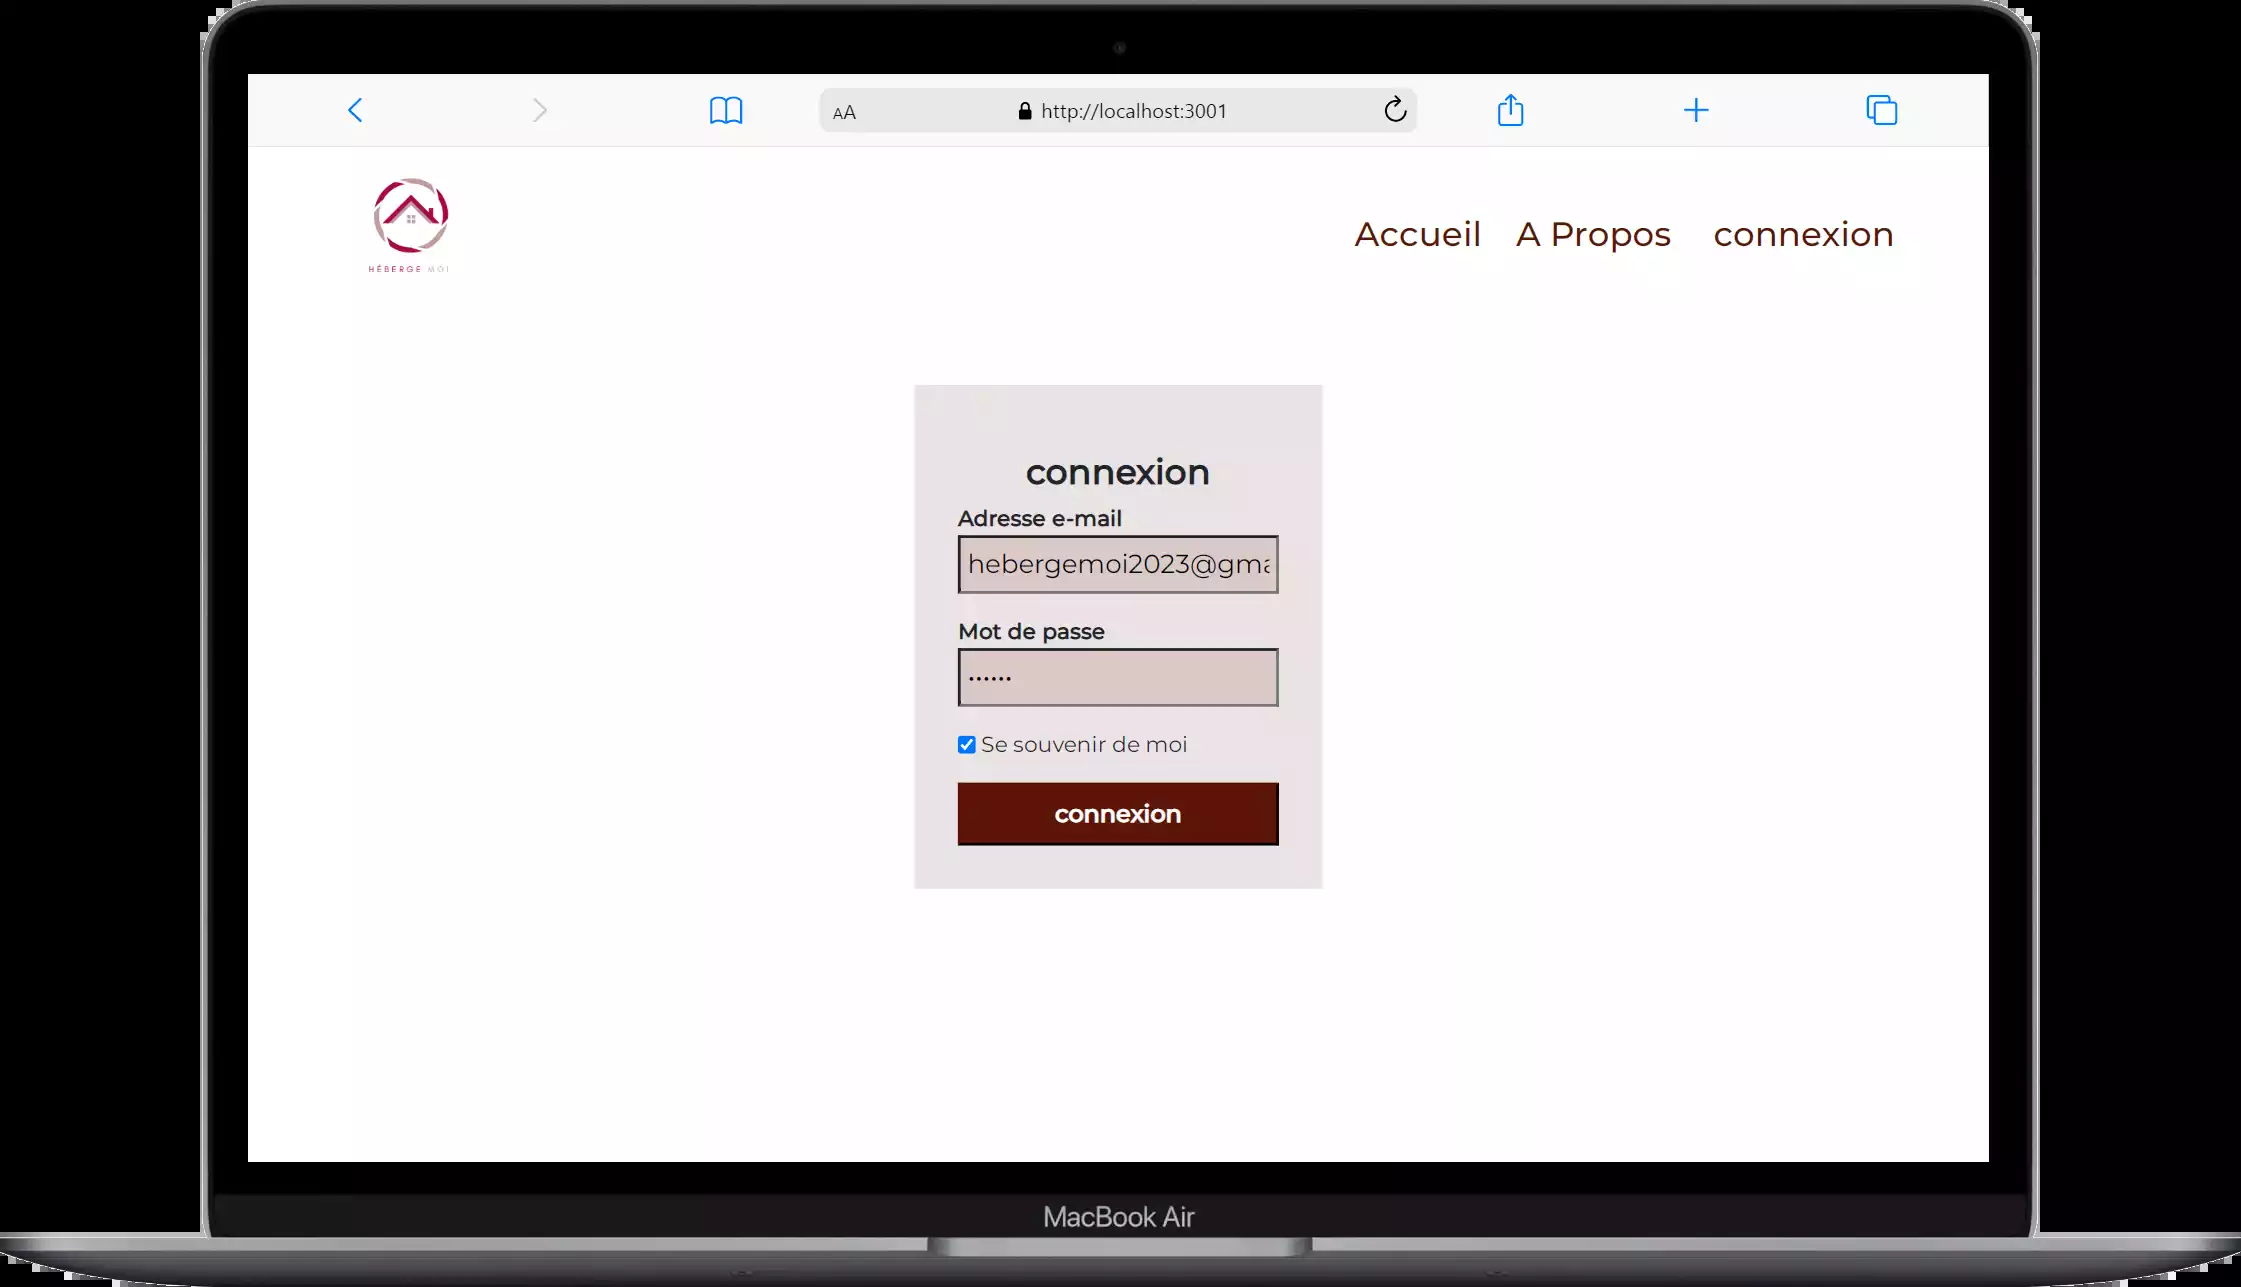 AA
http://localhost:3001
HÉBERGE MOI
Accueil A Propos connexion
connexion
Adresse e-mail
hebergemoi2023@gma
Mot de passe
••••••
Se souvenir de moi
connexion
MacBook Air